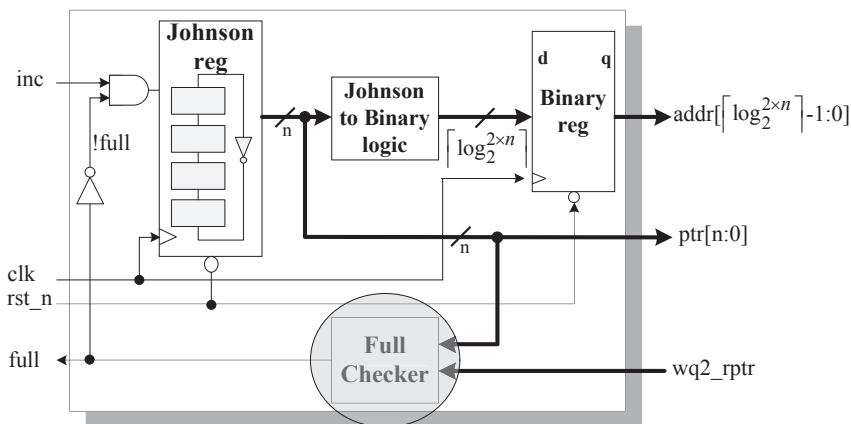 Johnson
reg
inc
!full
n
Johnson
to Binary
logic
⌈log₂^{2×n}⌉
d q
Binary
reg
addr[⌈log₂^{2×n}⌉-1:0]
n
ptr[n:0]
clk
rst_n
full
Full
Checker
wq2_rptr